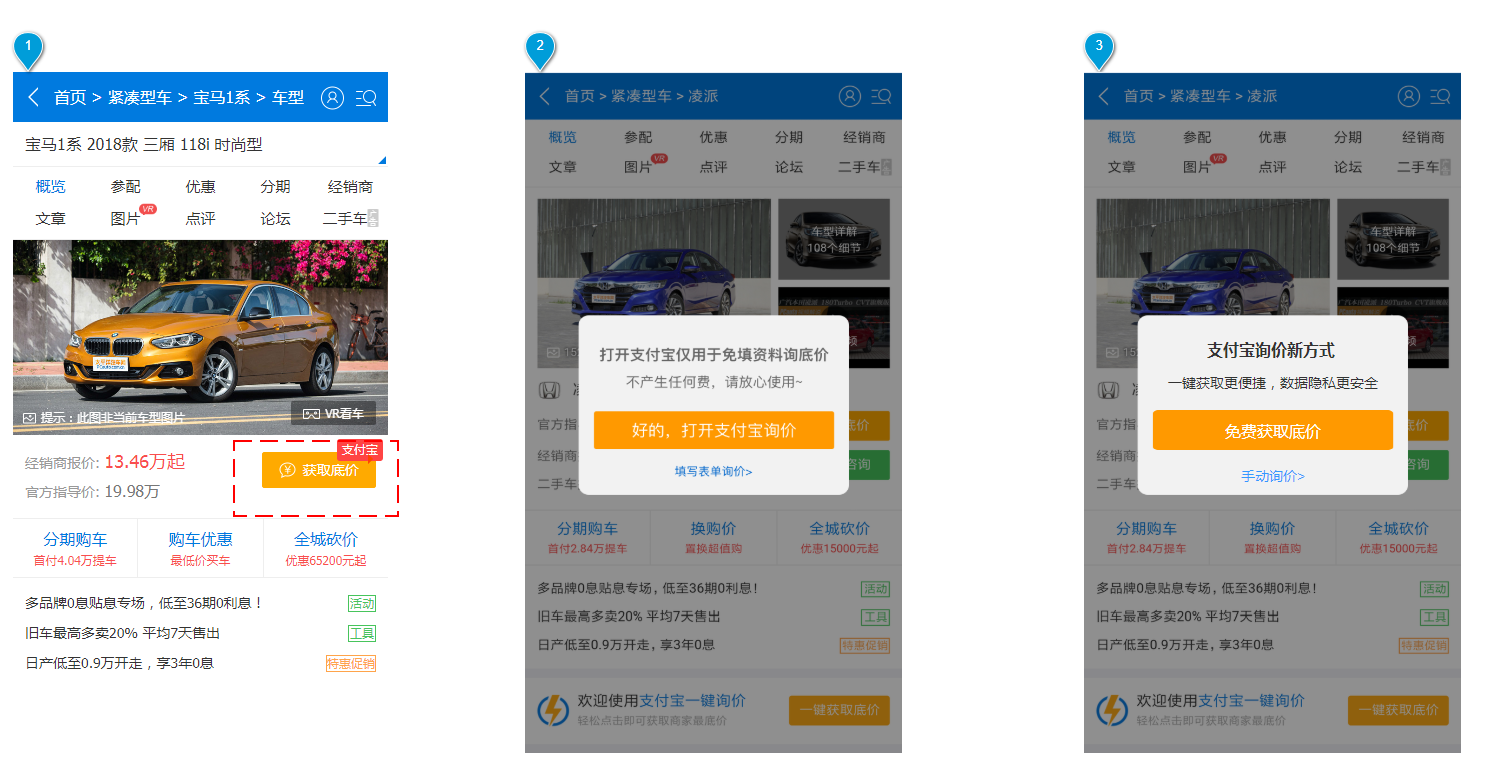 1
首页 > 紧凑型车 > 宝马1系 > 车型
宝马1系 2018款 三厢 118i 时尚型
概览 参配 优惠 分期 经销商
文章 图片 VR 点评 论坛 二手车 广告
太平洋汽车网
PCauto.com.cn
提示：此图非当前车型图片
VR看车
经销商报价: 13.46万起
官方指导价: 19.98万
支付宝
获取底价
分期购车 购车优惠 全城砍价
首付4.04万提车 最低价买车 优惠65200元起
多品牌0息贴息专场，低至36期0利息！ 活动
旧车最高多卖20% 平均7天售出 工具
日产低至0.9万开走，享3年0息 特惠促销
2
首页 > 紧凑型车 > 凌派
概览 参配 优惠 分期 经销商
文章 图片 VR 点评 论坛 二手车 广告
车型详解
108个细节
180Turbo CVT
打开支付宝仅用于免填资料询底价
不产生任何费，请放心使用~
好的，打开支付宝询价
填写表单询价>
官方指
底价
经销商
咨询
二手车
分期购车 换购价 全城砍价
首付2.84万提车 置换超值购 优惠15000元起
多品牌0息贴息专场，低至36期0利息！ 活动
旧车最高多卖20% 平均7天售出 工具
日产低至0.9万开走，享3年0息 特惠促销
欢迎使用支付宝一键询价
轻松点击即可获取商家最底价
一键获取底价
3
首页 > 紧凑型车 > 凌派
概览 参配 优惠 分期 经销商
文章 图片 VR 点评 论坛 二手车 广告
车型详解
108个细节
180Turbo CVT
支付宝询价新方式
一键获取更便捷，数据隐私更安全
免费获取底价
手动询价>
官方指
底价
经销商
咨询
二手车
分期购车 换购价 全城砍价
首付2.84万提车 置换超值购 优惠15000元起
多品牌0息贴息专场，低至36期0利息！ 活动
旧车最高多卖20% 平均7天售出 工具
日产低至0.9万开走，享3年0息 特惠促销
欢迎使用支付宝一键询价
轻松点击即可获取商家最底价
一键获取底价